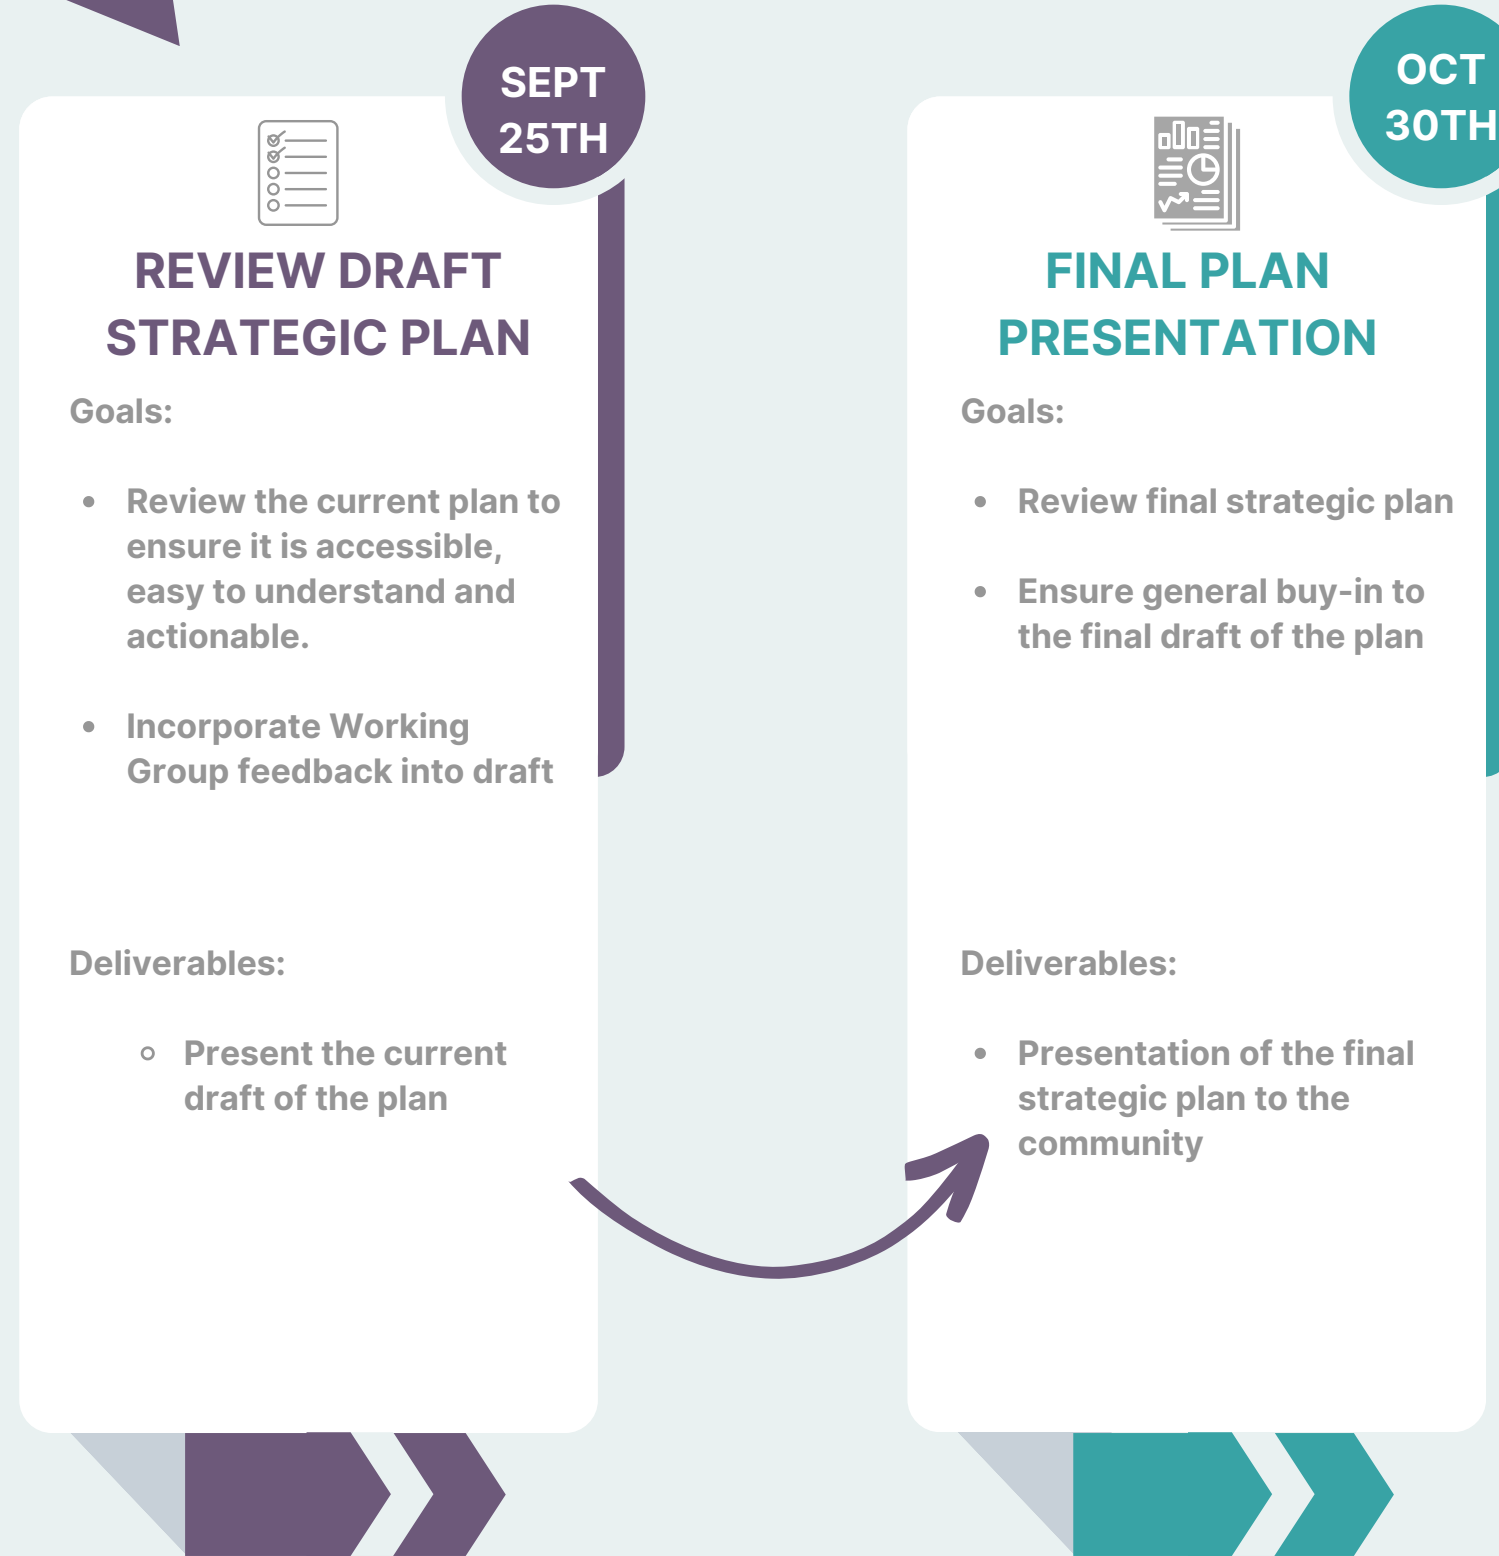 SEPT
25TH
REVIEW DRAFT
STRATEGIC PLAN
Goals:
Review the current plan to
ensure it is accessible,
easy to understand and
actionable.
Incorporate Working
Group feedback into draft
Deliverables:
Present the current
draft of the plan
OCT
30TH
FINAL PLAN
PRESENTATION
Goals:
Review final strategic plan
Ensure general buy-in to
the final draft of the plan
Deliverables:
Presentation of the final
strategic plan to the
community